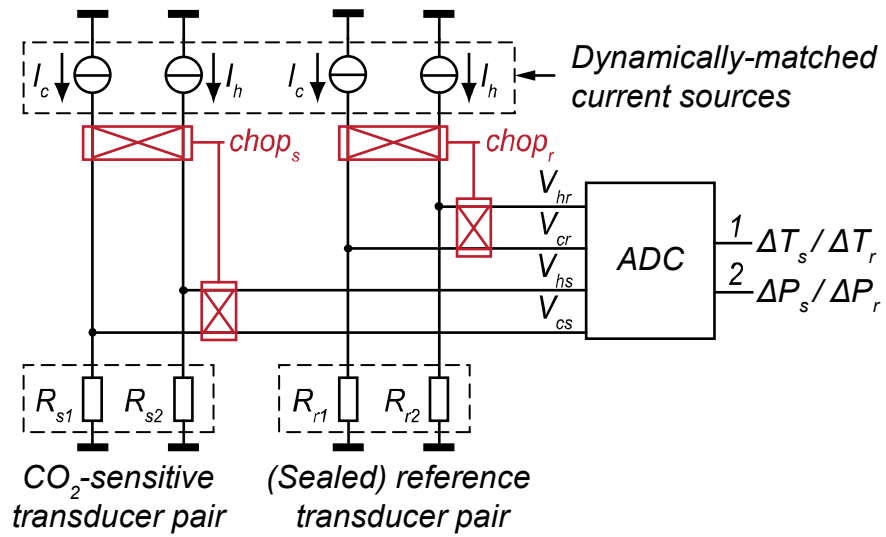 I_c
I_h
I_c
I_h
Dynamically-matched
current sources
chop_s
chop_r
V_hr
V_cr
V_hs
V_cs
ADC
1
ΔT_s / ΔT_r
2
ΔP_s / ΔP_r
R_s1
R_s2
R_r1
R_r2
CO_2-sensitive
transducer pair
(Sealed) reference
transducer pair